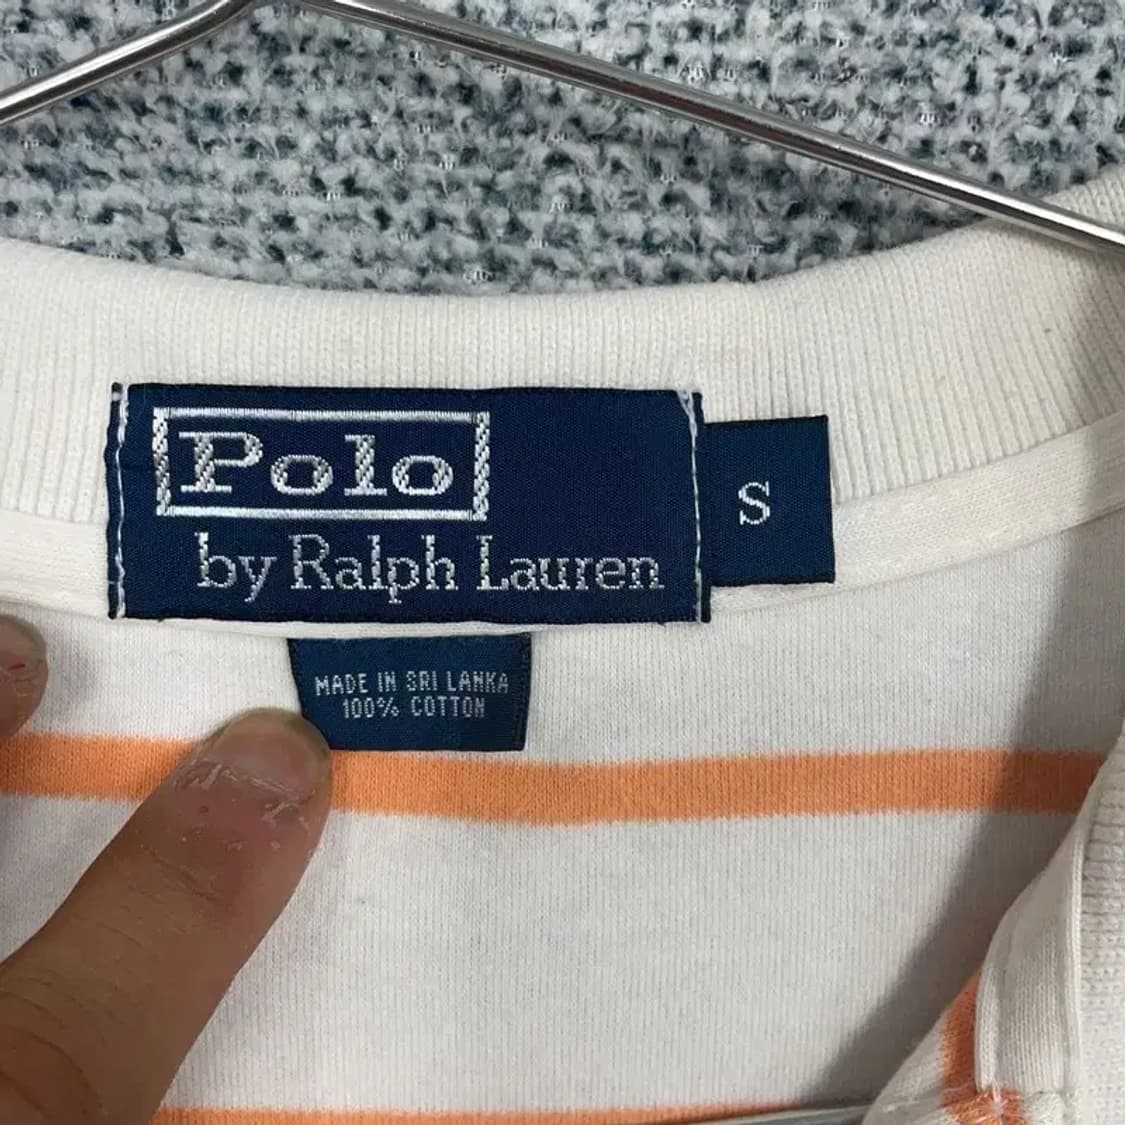 Polo
by Ralph Lauren
S
MADE IN SRI LANKA
100% COTTON